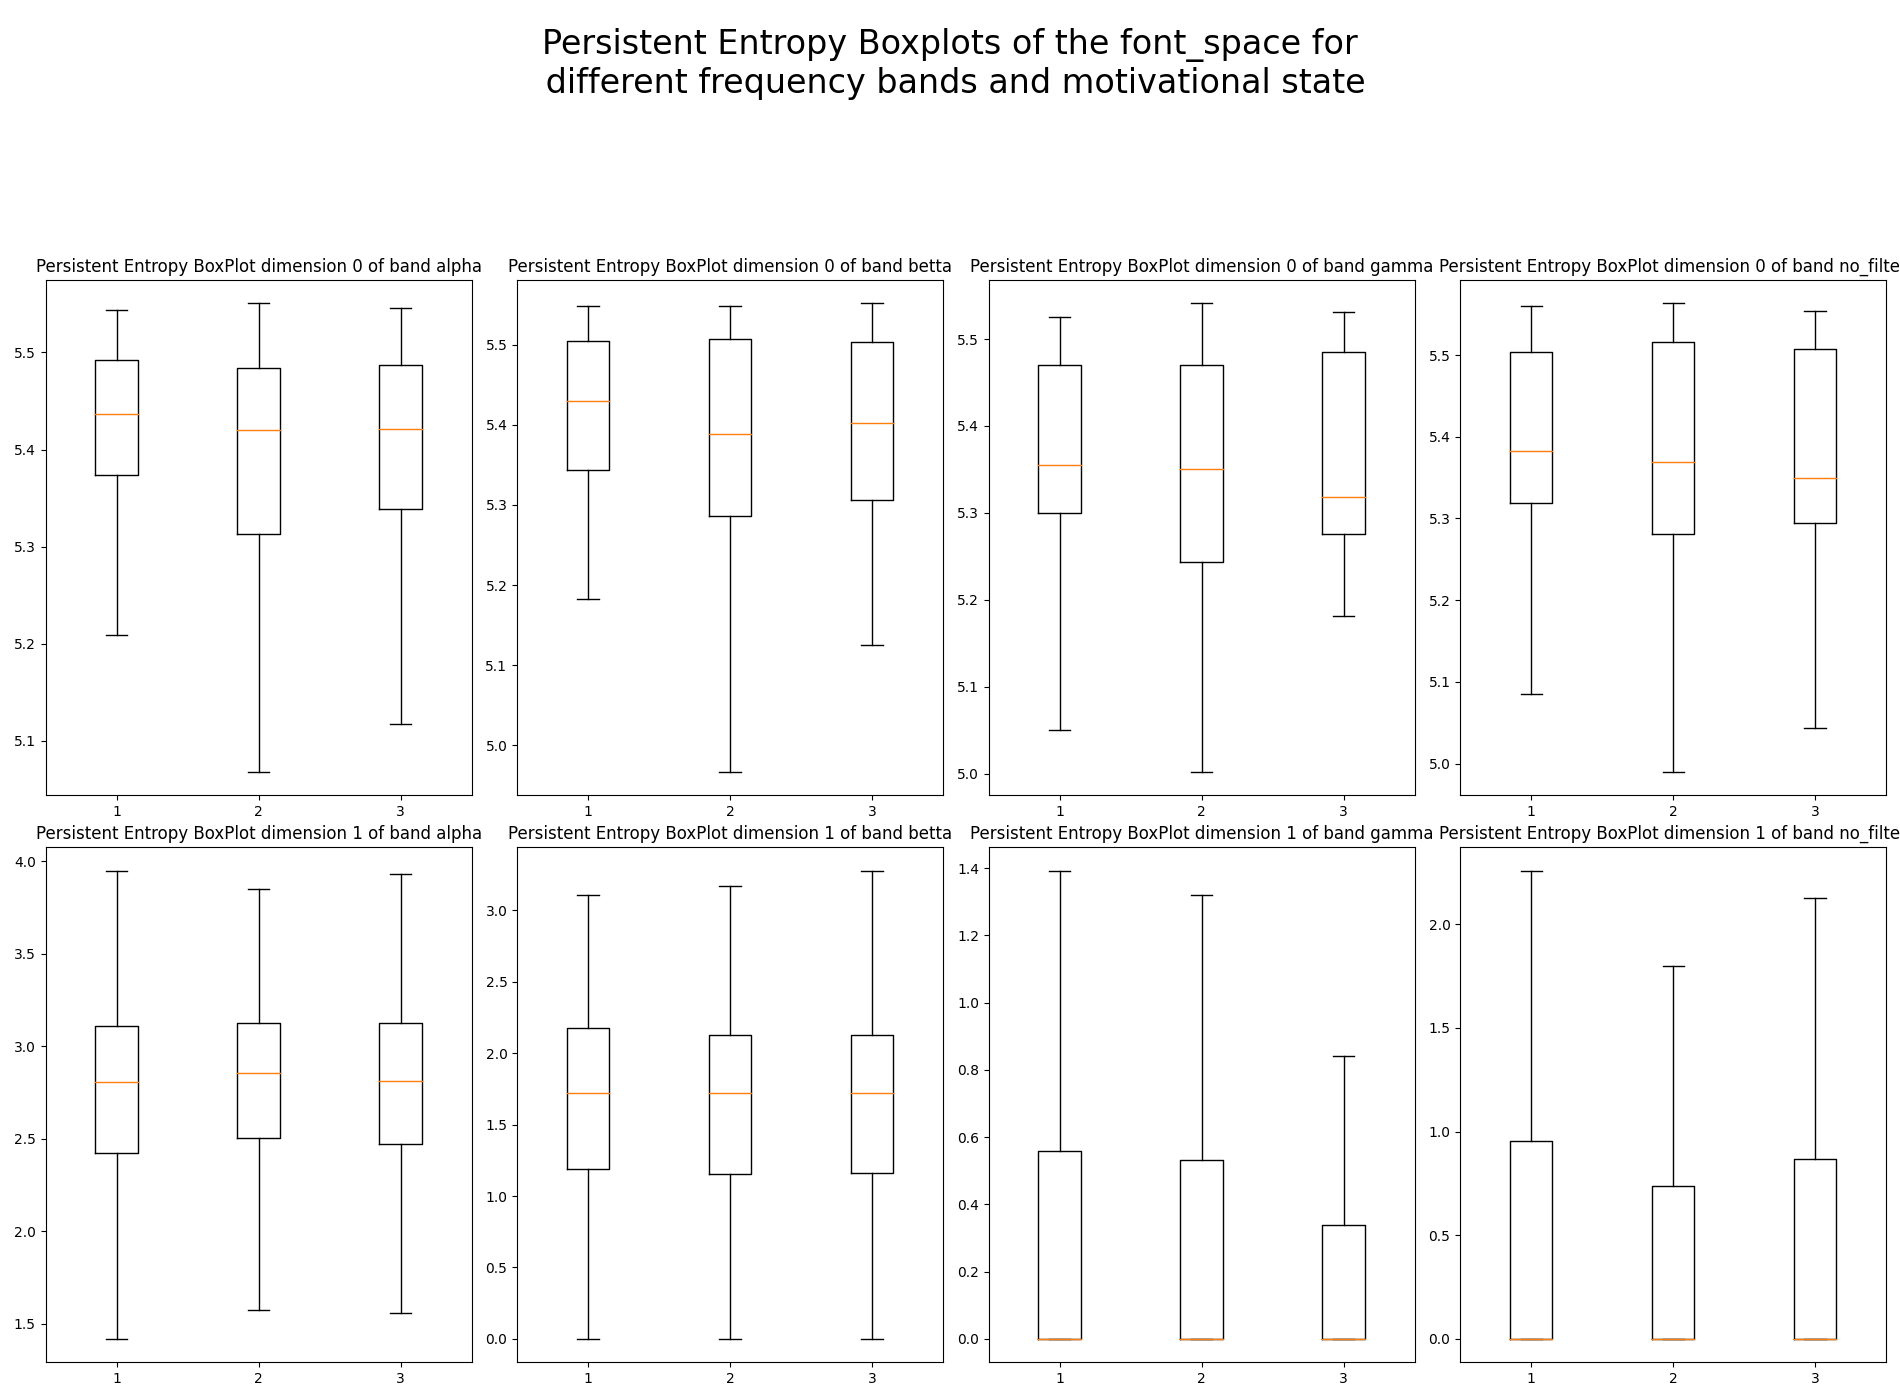 Persistent Entropy Boxplots of the font_space for
different frequency bands and motivational state
Persistent Entropy BoxPlot dimension 0 of band alpha
5.5
5.4
5.3
5.2
5.1
1 2 3
Persistent Entropy BoxPlot dimension 0 of band betta
5.5
5.4
5.3
5.2
5.1
5.0
1 2 3
Persistent Entropy BoxPlot dimension 0 of band gamma
5.5
5.4
5.3
5.2
5.1
5.0
1 2 3
Persistent Entropy BoxPlot dimension 0 of band no_filte
5.5
5.4
5.3
5.2
5.1
5.0
1 2 3
Persistent Entropy BoxPlot dimension 1 of band alpha
4.0
3.5
3.0
2.5
2.0
1.5
1 2 3
Persistent Entropy BoxPlot dimension 1 of band betta
3.0
2.5
2.0
1.5
1.0
0.5
0.0
1 2 3
Persistent Entropy BoxPlot dimension 1 of band gamma
1.4
1.2
1.0
0.8
0.6
0.4
0.2
0.0
1 2 3
Persistent Entropy BoxPlot dimension 1 of band no_filte
2.0
1.5
1.0
0.5
0.0
1 2 3